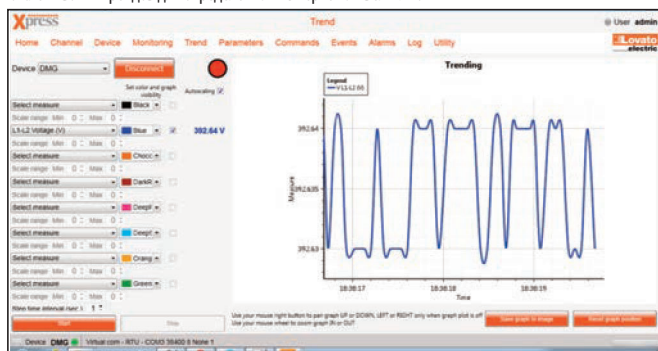 Xpress
Trend
User admin
Home Channel Device Monitoring Trend Parameters Commands Events Alarms Log Utility
Lovato
electric
Device DMG Disconnect
Set color and graph
visibility
Autoscaling
Trending
Legend
Select measure Black
Scale range Min 0 Max 0
L1-L2 Voltage (V) Blue 392.64 V
Scale range Min 0 Max 0
Select measure Chocc
Scale range Min 0 Max 0
Select measure DarkR
Scale range Min 0 Max 0
Select measure DeepF
Scale range Min 0 Max 0
Select measure DeepS
Scale range Min 0 Max 0
Select measure Orang
Scale range Min 0 Max 0
Select measure Green
Scale range Min 0 Max 0
392.64
392.635
392.63
Measure
18:38:17 18:38:18 18:38:19
Time
Start Stop
Use your mouse right button to pan graph UP or DOWN, LEFT or RIGHT only when graph plot is off
Use your mouse wheel to zoom graph IN or OUT
Save graph to image Reset graph position
Device DMG Virtual com - RTU - COM3 38400 8 None 1